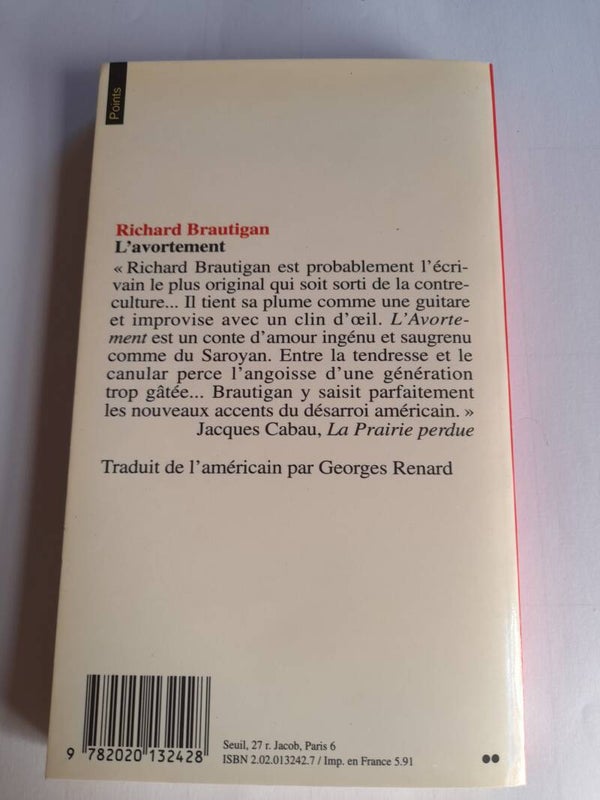 Points
Richard Brautigan
L'avortement
« Richard Brautigan est probablement l'écri-
vain le plus original qui soit sorti de la contre-
culture... Il tient sa plume comme une guitare
et improvise avec un clin d'œil. L'Avorte-
ment est un conte d'amour ingénu et saugrenu
comme du Saroyan. Entre la tendresse et le
canular perce l'angoisse d'une génération
trop gâtée... Brautigan y saisit parfaitement
les nouveaux accents du désarroi américain. »
Jacques Cabau, La Prairie perdue
Traduit de l'américain par Georges Renard
9 782020 132428
Seuil, 27 r. Jacob, Paris 6
ISBN 2.02.013242.7 / Imp. en France 5.91